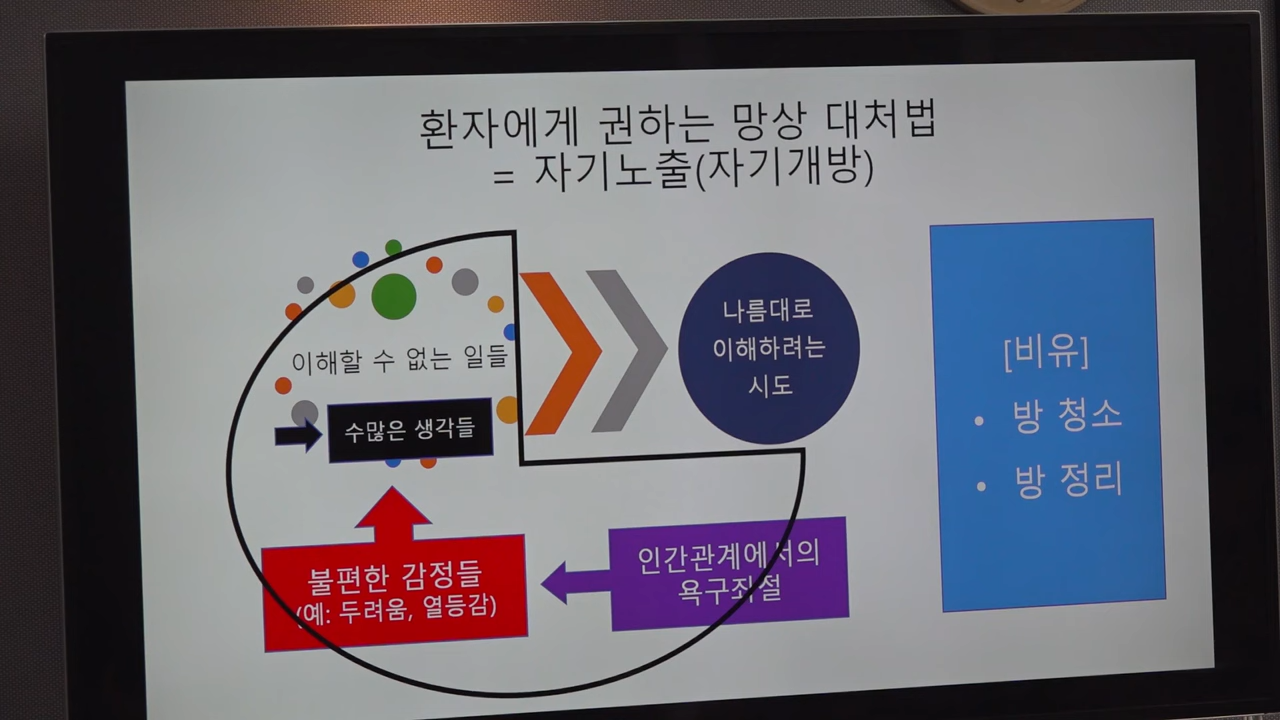 환자에게 권하는 망상 대처법
= 자기노출(자기개방)
이해할 수 없는 일들
수많은 생각들
나름대로
이해하려는
시도
불편한 감정들
(예: 두려움, 열등감)
인간관계에서의
욕구좌절
[비유]
• 방 청소
• 방 정리